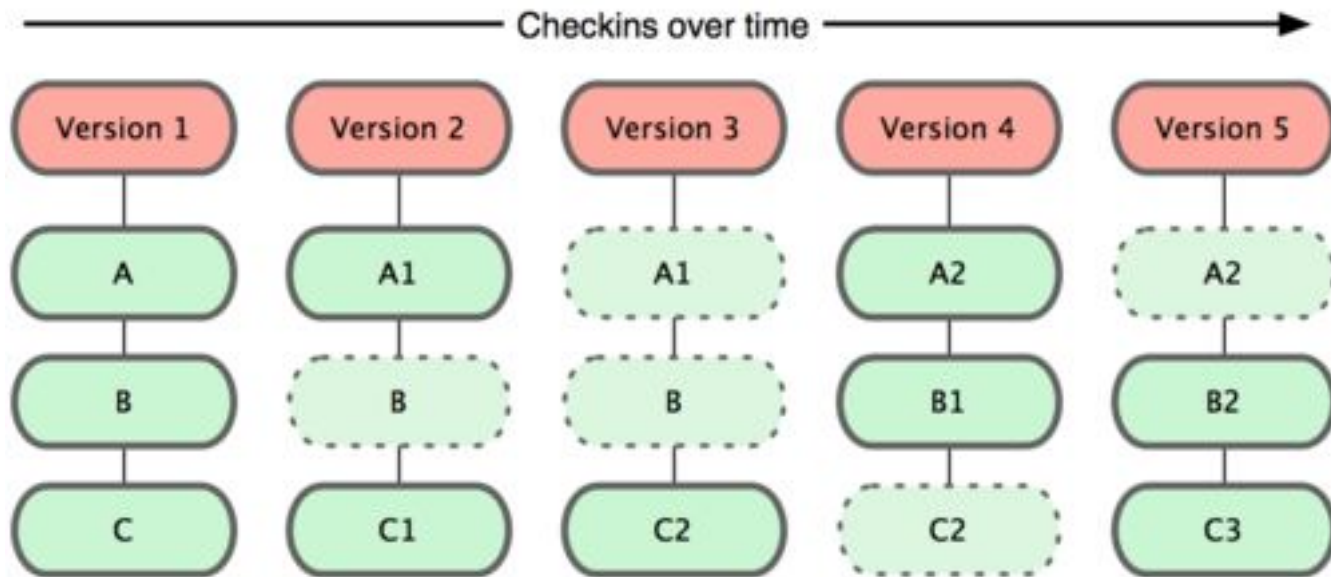 Checkins over time
Version 1 Version 2 Version 3 Version 4 Version 5
A A1 A1 A2 A2
B B B B1 B2
C C1 C2 C2 C3